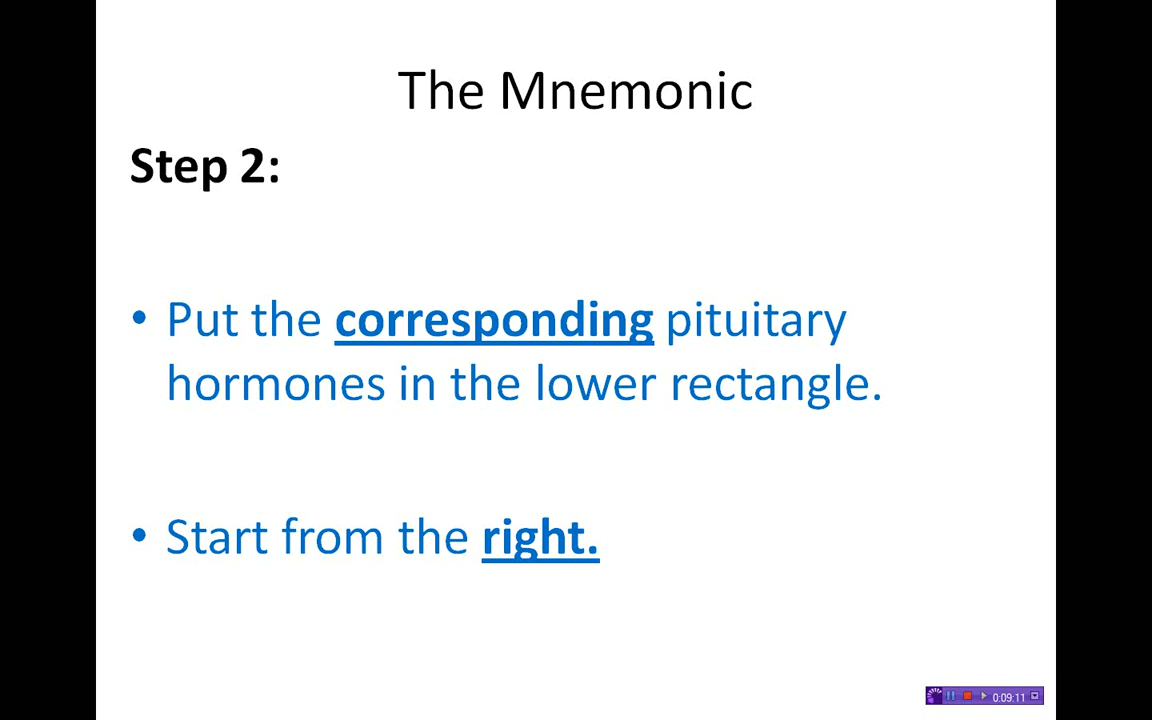 The Mnemonic
Step 2:
• Put the corresponding pituitary
hormones in the lower rectangle.
• Start from the right.
0:09:11